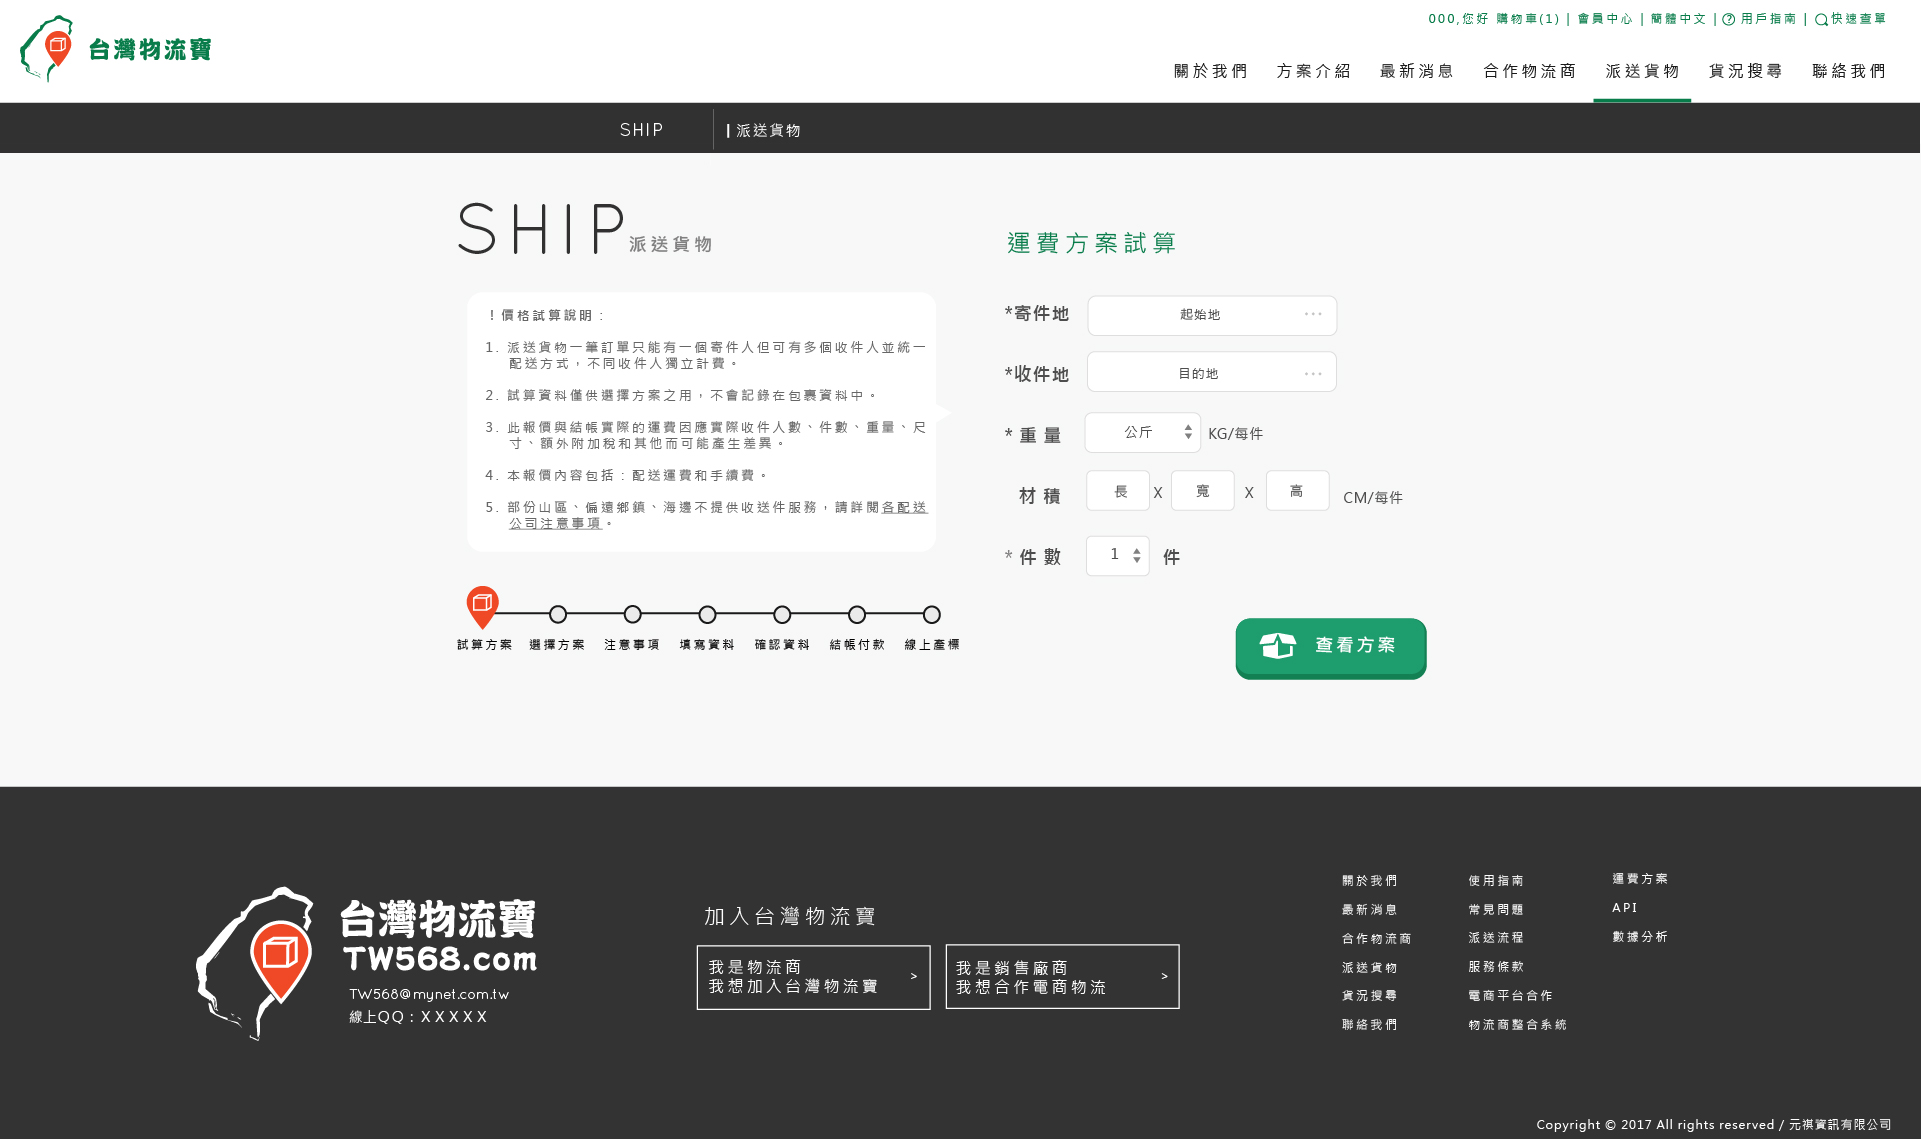 000,您好 購物車(1) | 會員中心 | 簡體中文 | ? 用戶指南 | 快速查單
台灣物流寶
關於我們 方案介紹 最新消息 合作物流商 派送貨物 貨況搜尋 聯絡我們
SHIP | 派送貨物
SHIP 派送貨物
！價格試算說明：
1. 派送貨物一筆訂單只能有一個寄件人但可有多個收件人並統一
配送方式，不同收件人獨立計費。
2. 試算資料僅供選擇方案之用，不會記錄在包裹資料中。
3. 此報價與結帳實際的運費因應實際收件人數、件數、重量、尺
寸、額外附加稅和其他而可能產生差異。
4. 本報價內容包括：配送運費和手續費。
5. 部份山區、偏遠鄉鎮、海邊不提供收送件服務，請詳閱各配送
公司注意事項。
試算方案 選擇方案 注意事項 填寫資料 確認資料 結帳付款 線上產標
運費方案試算
*寄件地 起始地 ...
*收件地 目的地 ...
*重量 公斤 KG/每件
材積 長 X 寬 X 高 CM/每件
*件數 1 件
查看方案
台灣物流寶
TW568.com
TW568@mynet.com.tw
線上QQ：XXXXX
加入台灣物流寶
我是物流商
我想加入台灣物流寶 >
我是銷售廠商
我想合作電商物流 >
關於我們
最新消息
合作物流商
派送貨物
貨況搜尋
聯絡我們
使用指南
常見問題
派送流程
服務條款
電商平台合作
物流商整合系統
運費方案
API
數據分析
Copyright © 2017 All rights reserved / 元祺資訊有限公司